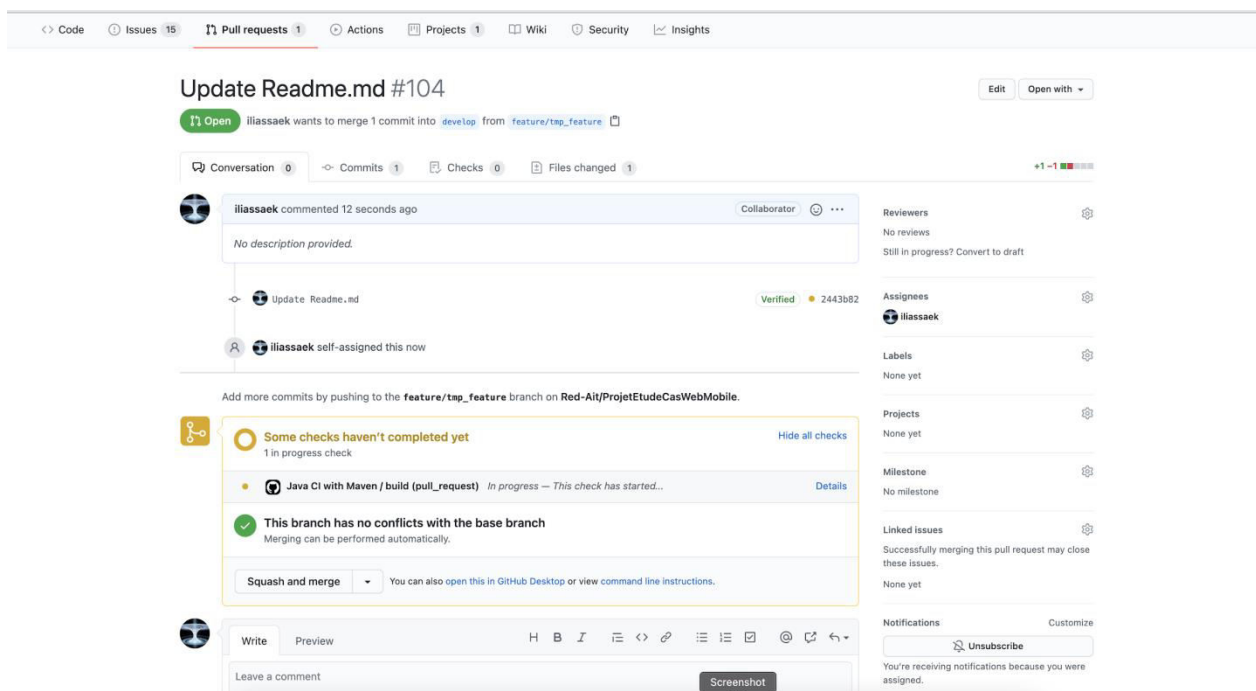 Code Issues 15 Pull requests 1 Actions Projects 1 Wiki Security Insights
Update Readme.md #104
Edit Open with
Open iliassaek wants to merge 1 commit into develop from feature/tmp_feature
Conversation 0 Commits 1 Checks 0 Files changed 1
+1 −1
iliassaek commented 12 seconds ago Collaborator
No description provided.
Update Readme.md Verified 2443b82
iliassaek self-assigned this now
Add more commits by pushing to the feature/tmp_feature branch on Red-Ait/ProjetEtudeCasWebMobile.
Some checks haven't completed yet Hide all checks
1 in progress check
Java CI with Maven / build (pull_request) In progress — This check has started... Details
This branch has no conflicts with the base branch
Merging can be performed automatically.
Squash and merge You can also open this in GitHub Desktop or view command line instructions.
Write Preview
Leave a comment
Screenshot
Reviewers
No reviews
Still in progress? Convert to draft
Assignees
iliassaek
Labels
None yet
Projects
None yet
Milestone
No milestone
Linked issues
Successfully merging this pull request may close
these issues.
None yet
Notifications Customize
Unsubscribe
You're receiving notifications because you were
assigned.